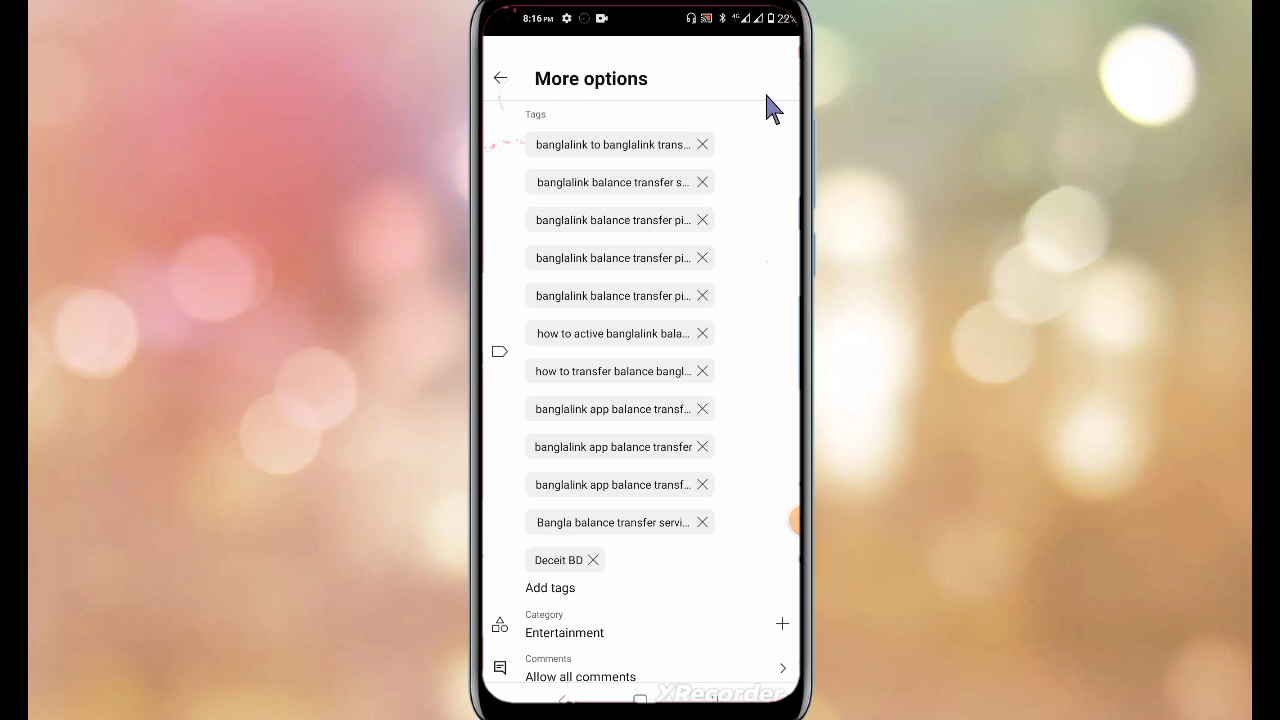 8:16 PM 4G 22%
More options
Tags
banglalink to banglalink trans...
banglalink balance transfer s...
banglalink balance transfer pi...
banglalink balance transfer pi...
banglalink balance transfer pi...
how to active banglalink bala...
how to transfer balance bangl...
banglalink app balance transf...
banglalink app balance transfer
banglalink app balance transf...
Bangla balance transfer servi...
Deceit BD
Add tags
Category
Entertainment
Comments
Allow all comments
XRecorder